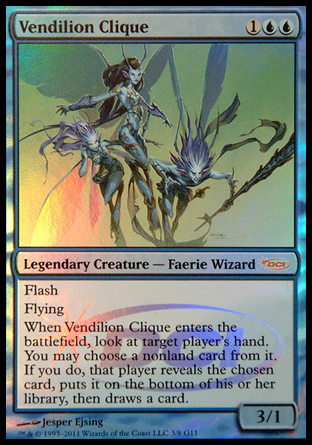 Vendilion Clique 1
Legendary Creature — Faerie Wizard DCI
Flash
Flying
When Vendilion Clique enters the
battlefield, look at target player's hand.
You may choose a nonland card from it.
If you do, that player reveals the chosen
card, puts it on the bottom of his or her
library, then draws a card.
Jesper Ejsing
™ & © 1993–2011 Wizards of the Coast LLC 3/8 G11
3/1